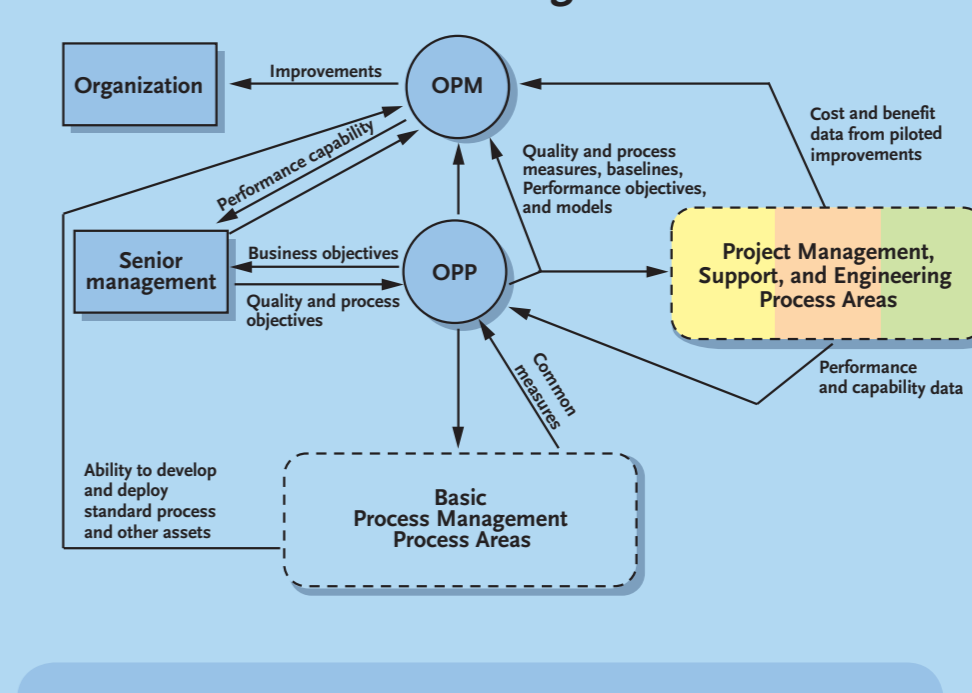 Organization
Improvements
OPM
Cost and benefit
data from piloted
improvements
Performance capability
Quality and process
measures, baselines,
Performance objectives,
and models
Senior
management
Business objectives
Quality and process
objectives
OPP
Project Management,
Support, and Engineering
Process Areas
Performance
and capability data
Common
measures
Ability to develop
and deploy
standard process
and other assets
Basic
Process Management
Process Areas